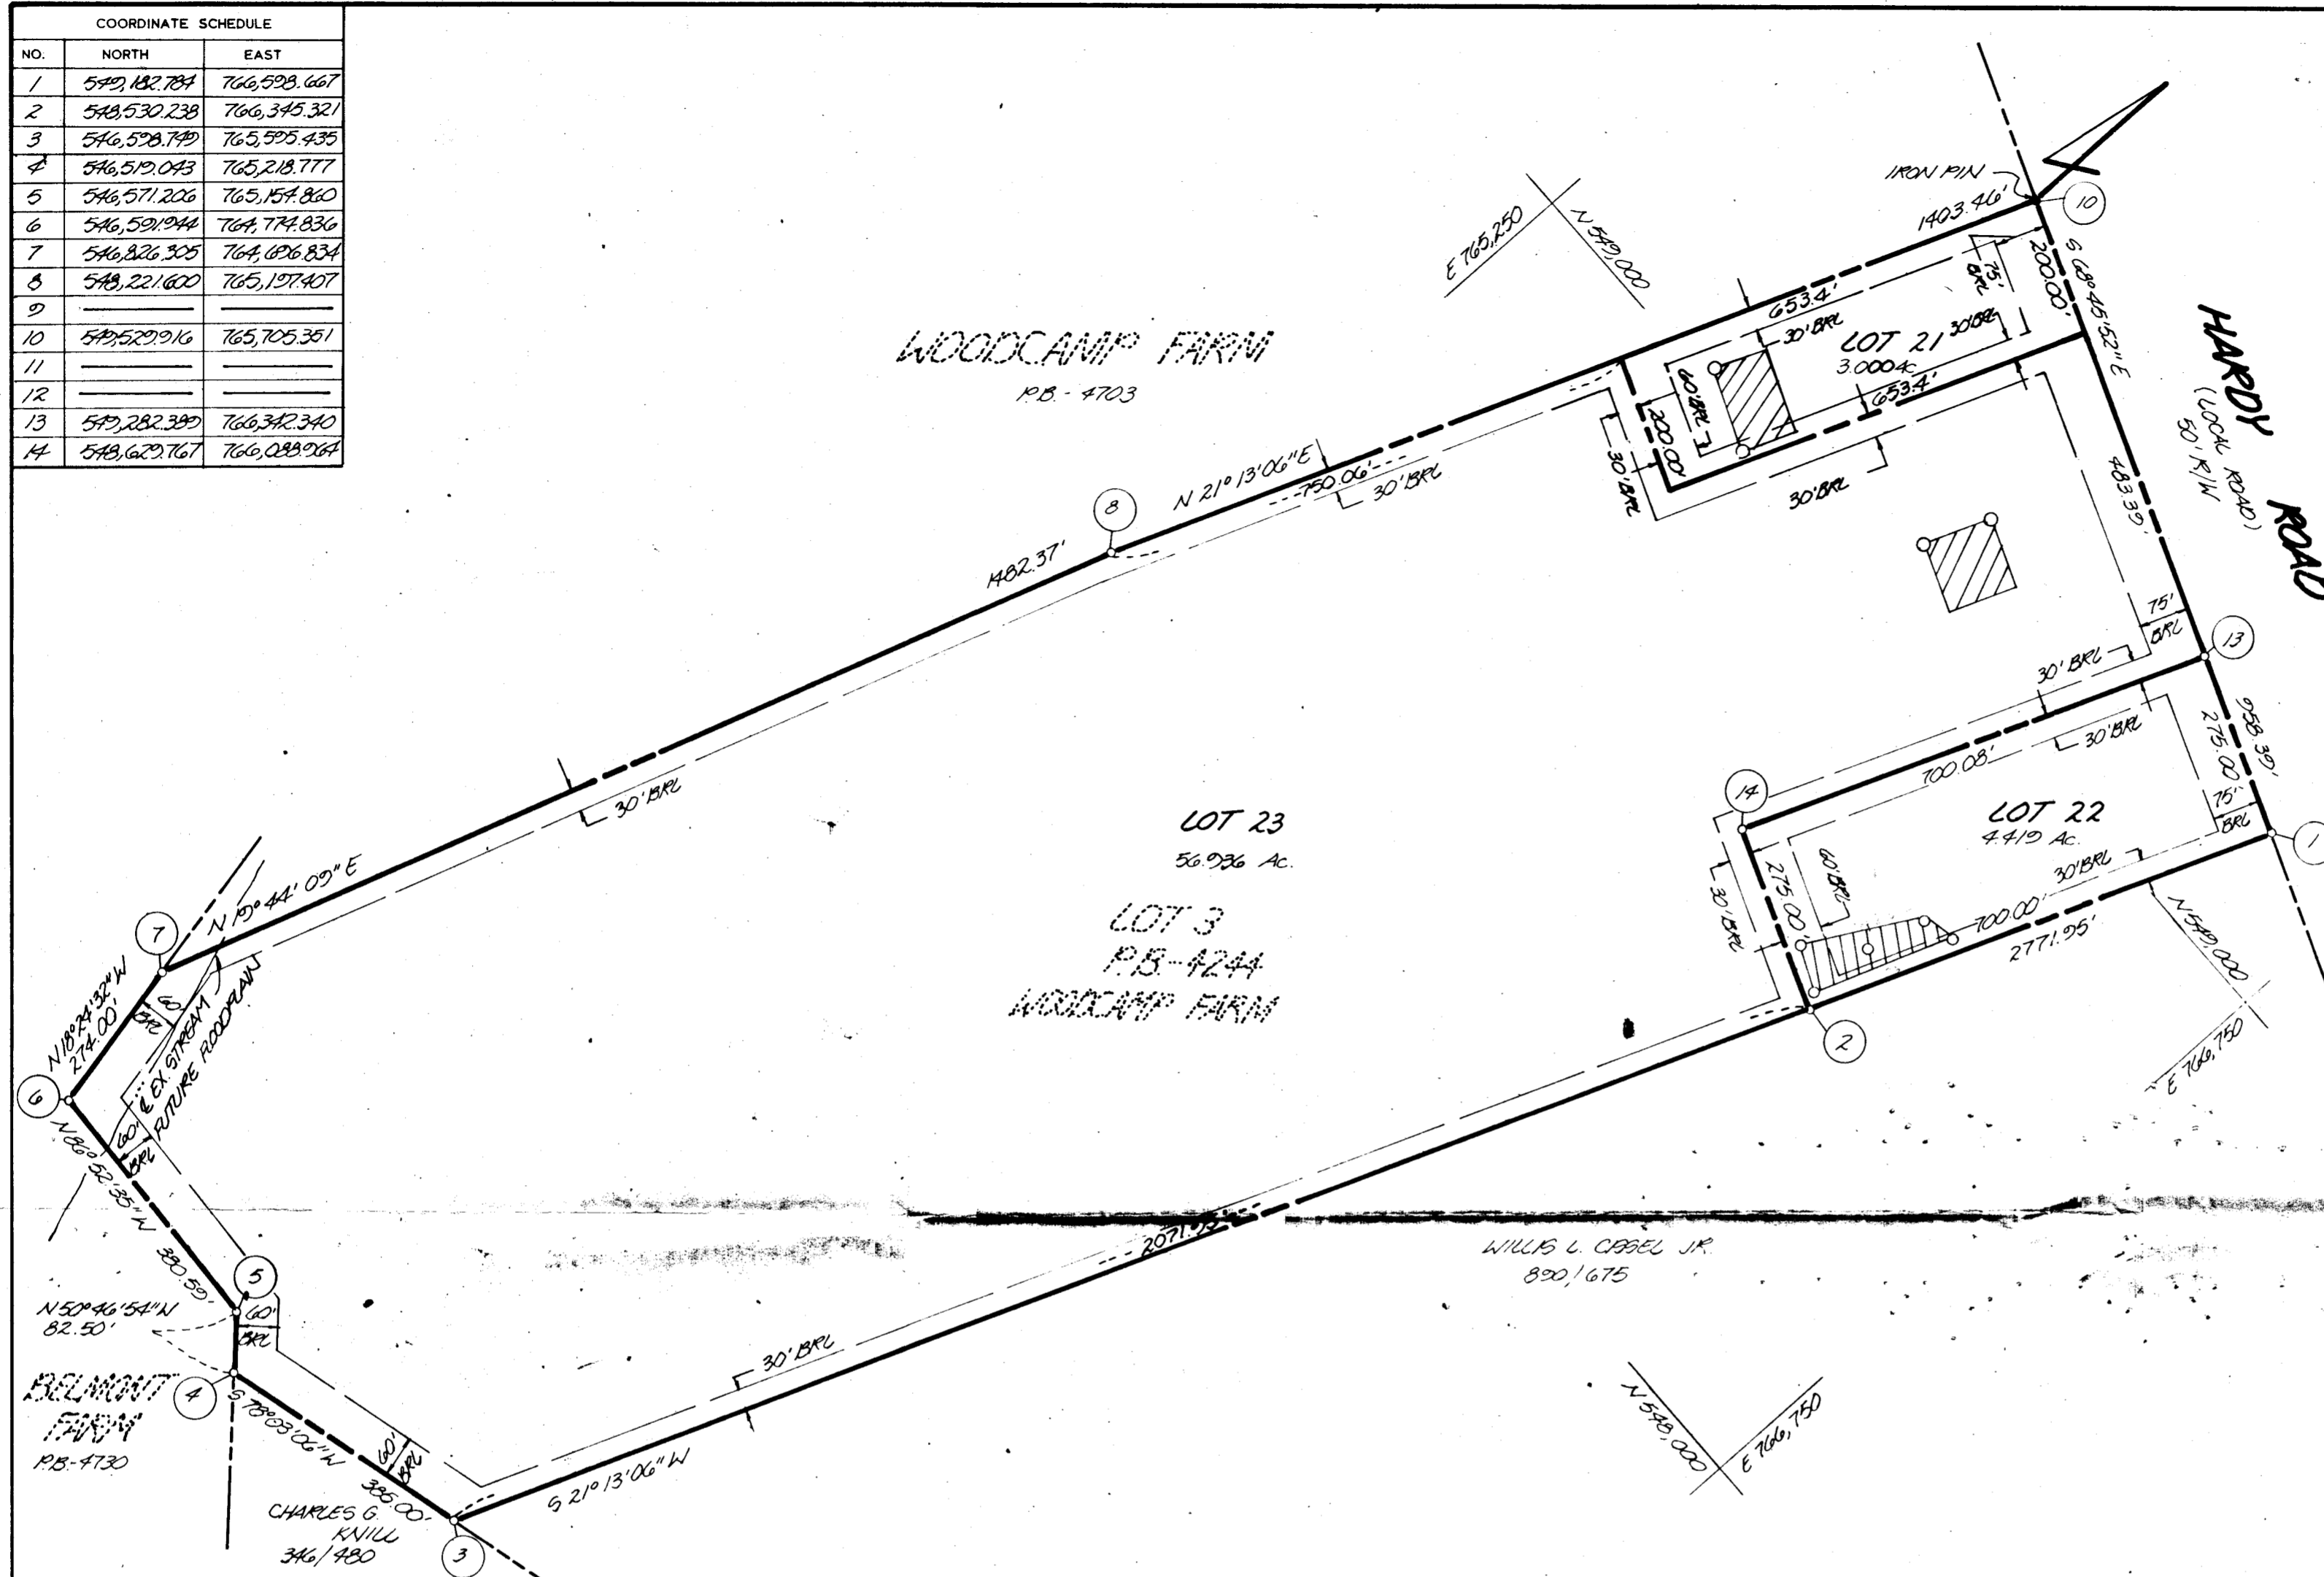 COORDINATE SCHEDULE
NO. NORTH EAST
1 549,182.784 766,598.667
2 548,530.238 766,345.321
3 546,598.749 765,595.435
4 546,519.043 765,218.777
5 546,571.206 765,154.860
6 546,591.944 764,774.836
7 546,826.305 764,696.834
8 548,221.600 765,197.407
9
10 549,529.916 765,705.351
11
12
13 549,282.389 766,342.340
14 548,629.767 766,088.964
IRON PIN
10
1403.46'
E 765,250
N 549,000
S 68° 45' 52" E
200.00'
75'
BRL
653.4'
30' BRL
LOT 21
30' BRL
3.000 Ac.
653.4'
60' BRL
200.00'
30' BRL
30' BRL
HARDY ROAD
(LOCAL ROAD)
50' R/W
WOODCAMP FARM
P.B. - 4703
N 21° 13' 06" E
750.06'
30' BRL
8
1482.37'
483.39'
75'
BRL
13
30' BRL
958.39'
275.00'
30' BRL
700.08'
14
LOT 22
4.419 Ac.
75'
BRL
1
30' BRL
60' BRL
275.00'
30' BRL
700.00'
2771.95'
N 549,000
E 766,750
2
30' BRL
LOT 23
56.936 Ac.
LOT 3
P.B.-4244
WOODCAMP FARM
N 19° 44' 09" E
7
N 18° 24' 32" W
274.00'
60'
BRL
℄ EX. STREAM
FUTURE FLOODPLAIN
6
60'
BRL
N 86° 52' 35" W
380.59'
5
N 50° 46' 54" W
82.50'
60'
BRL
BELMONT
FARM
P.B.-4730
4
S 78° 03' 06" W
385.00'
60'
BRL
CHARLES G.
KNILL
346/480
3
S 21° 13' 06" W
30' BRL
2071.95'
WILLIS L. CASSEL JR.
890/675
N 548,000
E 766,750